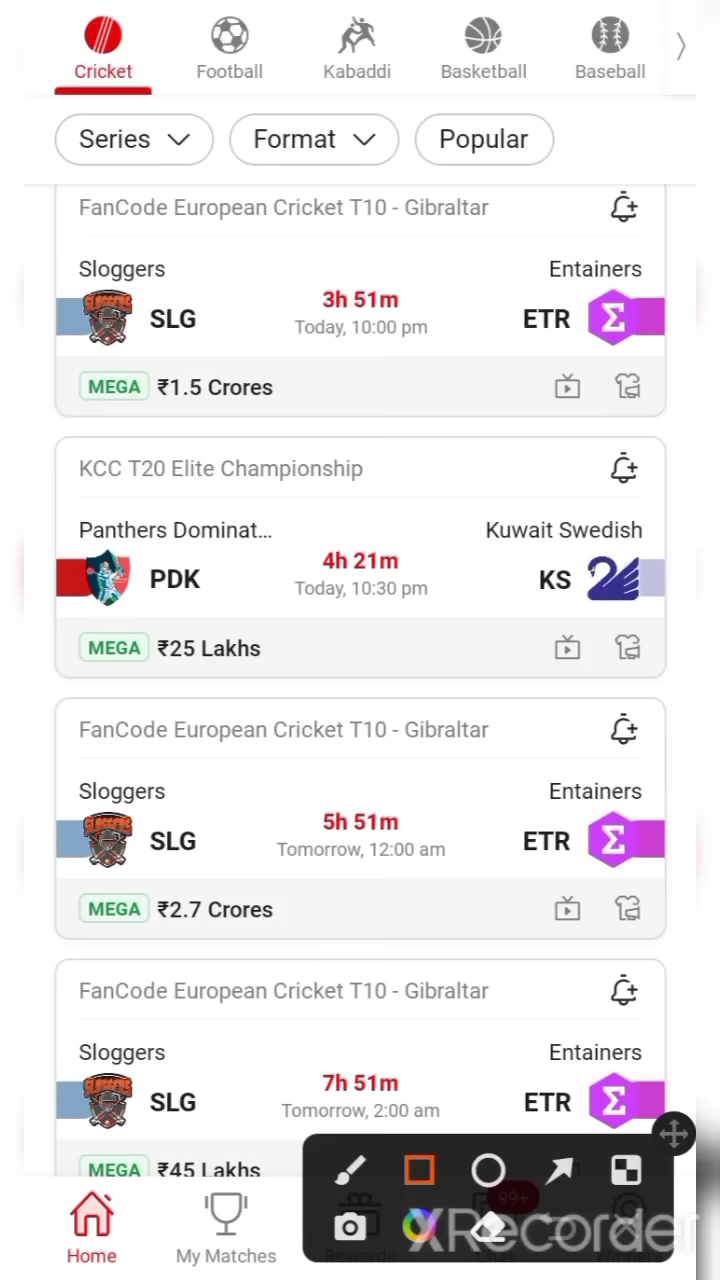 Cricket Football Kabaddi Basketball Baseball
Series Format Popular
FanCode European Cricket T10 - Gibraltar
Sloggers Entainers
SLG 3h 51m ETR
Today, 10:00 pm
MEGA ₹1.5 Crores
KCC T20 Elite Championship
Panthers Dominat... Kuwait Swedish
PDK 4h 21m KS
Today, 10:30 pm
MEGA ₹25 Lakhs
FanCode European Cricket T10 - Gibraltar
Sloggers Entainers
SLG 5h 51m ETR
Tomorrow, 12:00 am
MEGA ₹2.7 Crores
FanCode European Cricket T10 - Gibraltar
Sloggers Entainers
SLG 7h 51m ETR
Tomorrow, 2:00 am
MEGA ₹45 Lakhs
99+
XRecorder
Home My Matches Rewards Chat Winners